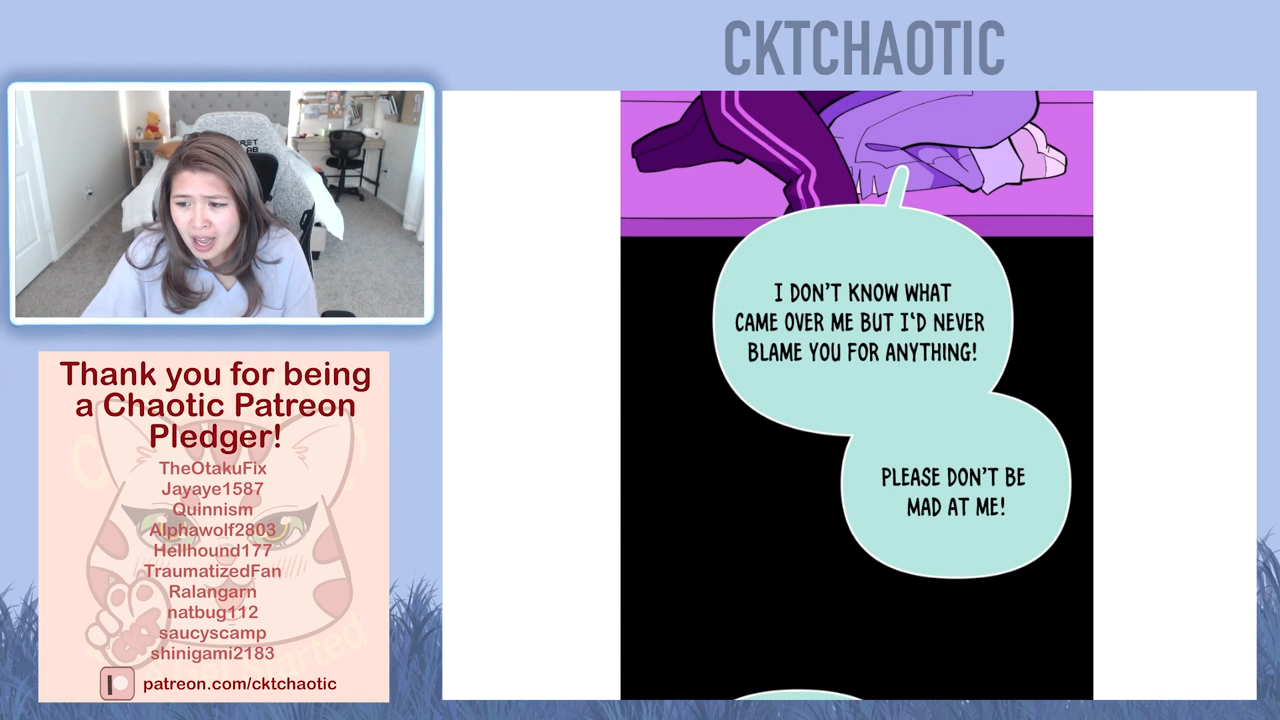 CKTCHAOTIC
Thank you for being
a Chaotic Patreon
Pledger!
TheOtakuFix
Jayaye1587
Quinnism
Alphawolf2803
Hellhound177
TraumatizedFan
Ralangarn
natbug112
saucyscamp
shinigami2183
patreon.com/cktchaotic
I DON'T KNOW WHAT
CAME OVER ME BUT I'D NEVER
BLAME YOU FOR ANYTHING!
PLEASE DON'T BE
MAD AT ME!